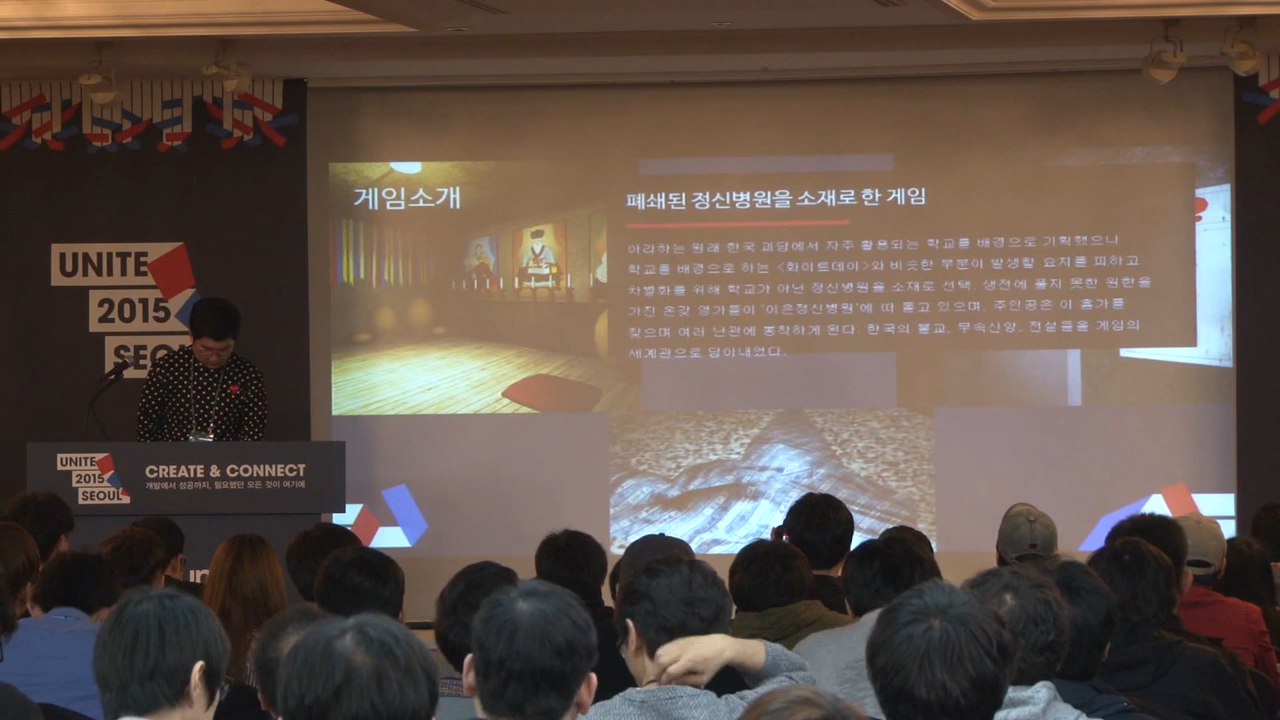 UNITE
2015
SEOUL
게임소개
폐쇄된 정신병원을 소재로 한 게임
아라하는 원래 한국 괴담에서 자주 활용되는 학교를 배경으로 기획했으나
학교를 배경으로 하는 <화이트데이>와 비슷한 부분이 발생할 요지를 피하고
차별화를 위해 학교가 아닌 정신병원을 소재로 선택. 생전에 풀지 못한 원한을
가진 온갖 영가들이 '이은정신병원'에 떠 돌고 있으며, 주인공은 이 흉가를
찾으며 여러 난관에 봉착하게 된다. 한국의 불교, 무속신앙, 전설들을 게임의
세계관으로 담아내었다.
UNITE
2015
SEOUL
CREATE & CONNECT
개발에서 성공까지, 필요했던 모든 것이 여기에